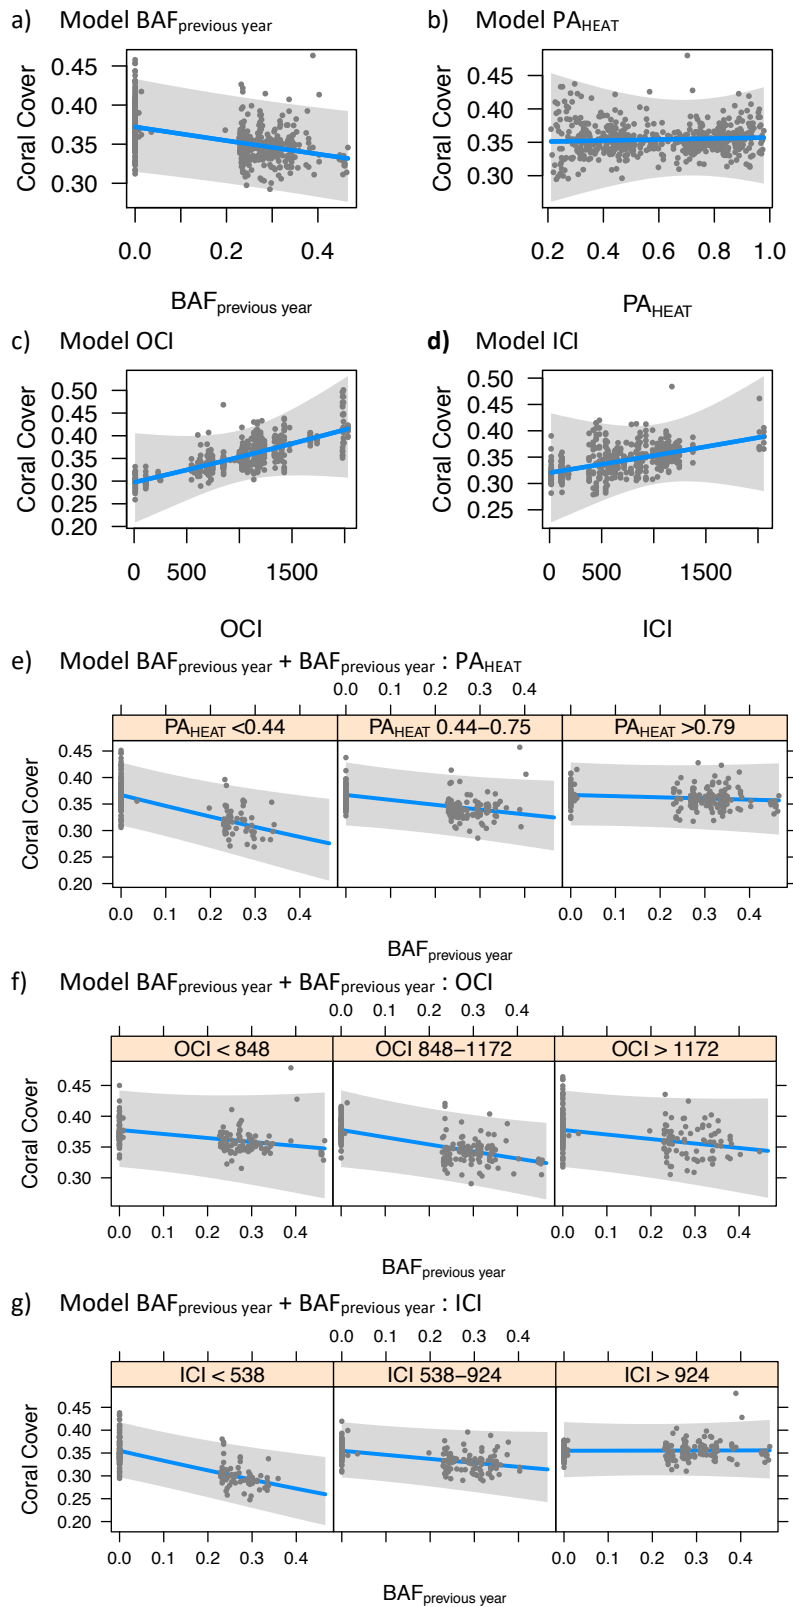 a) Model BAFprevious year
b) Model PAHEAT
Coral Cover
0.45
0.40
0.35
0.30
0.0 0.2 0.4
BAFprevious year
Coral Cover
0.45
0.40
0.35
0.30
0.2 0.4 0.6 0.8 1.0
PAHEAT
c) Model OCI
d) Model ICI
Coral Cover
0.50
0.45
0.40
0.35
0.30
0.25
0.20
0 500 1500
OCI
Coral Cover
0.50
0.45
0.40
0.35
0.30
0.25
0 500 1500
ICI
e) Model BAFprevious year + BAFprevious year : PAHEAT
0.0 0.1 0.2 0.3 0.4
PAHEAT <0.44 PAHEAT 0.44–0.75 PAHEAT >0.79
Coral Cover
0.45
0.40
0.35
0.30
0.25
0.20
0.0 0.1 0.2 0.3 0.4 0.0 0.1 0.2 0.3 0.4
BAFprevious year
f) Model BAFprevious year + BAFprevious year : OCI
0.0 0.1 0.2 0.3 0.4
OCI < 848 OCI 848–1172 OCI > 1172
Coral Cover
0.45
0.40
0.35
0.30
0.0 0.1 0.2 0.3 0.4 0.0 0.1 0.2 0.3 0.4
BAFprevious year
g) Model BAFprevious year + BAFprevious year : ICI
0.0 0.1 0.2 0.3 0.4
ICI < 538 ICI 538–924 ICI > 924
Coral Cover
0.45
0.40
0.35
0.30
0.25
0.20
0.0 0.1 0.2 0.3 0.4 0.0 0.1 0.2 0.3 0.4
BAFprevious year